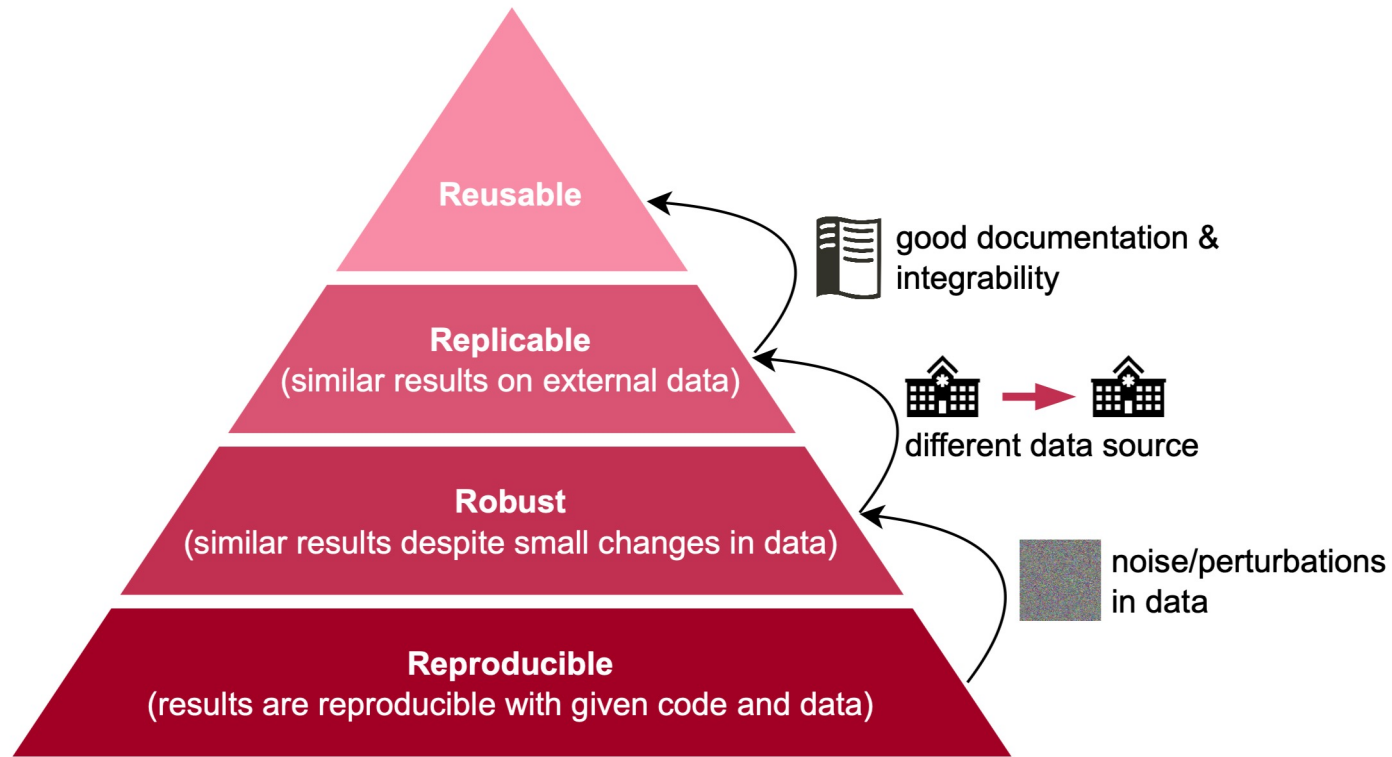 Reusable
good documentation &
integrability
Replicable
(similar results on external data)
different data source
Robust
(similar results despite small changes in data)
noise/perturbations
in data
Reproducible
(results are reproducible with given code and data)